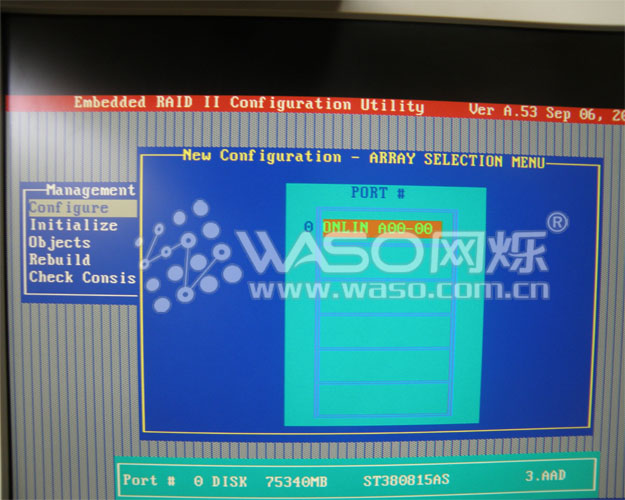 Embedded RAID II Configuration Utility Ver A.53 Sep 06,
New Configuration - ARRAY SELECTION MENU
Management
Configure
Initialize
Objects
Rebuild
Check Consis
PORT #
0 ONLIN A00-00
WASO网烁®
www.waso.com.cn
Port # 0 DISK 75340MB ST380815AS 3.AAD